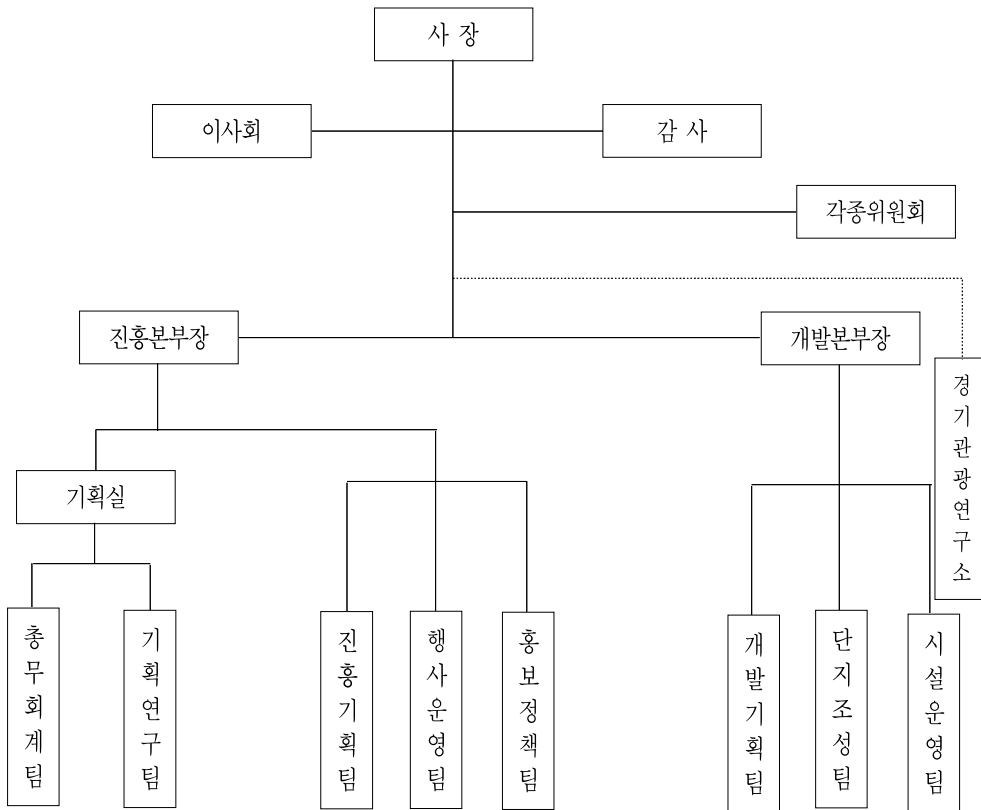 사 장
이사회
감 사
각종위원회
진흥본부장
개발본부장
경기관광연구소
기획실
총무회계팀
기획연구팀
진흥기획팀
행사운영팀
홍보정책팀
개발기획팀
단지조성팀
시설운영팀